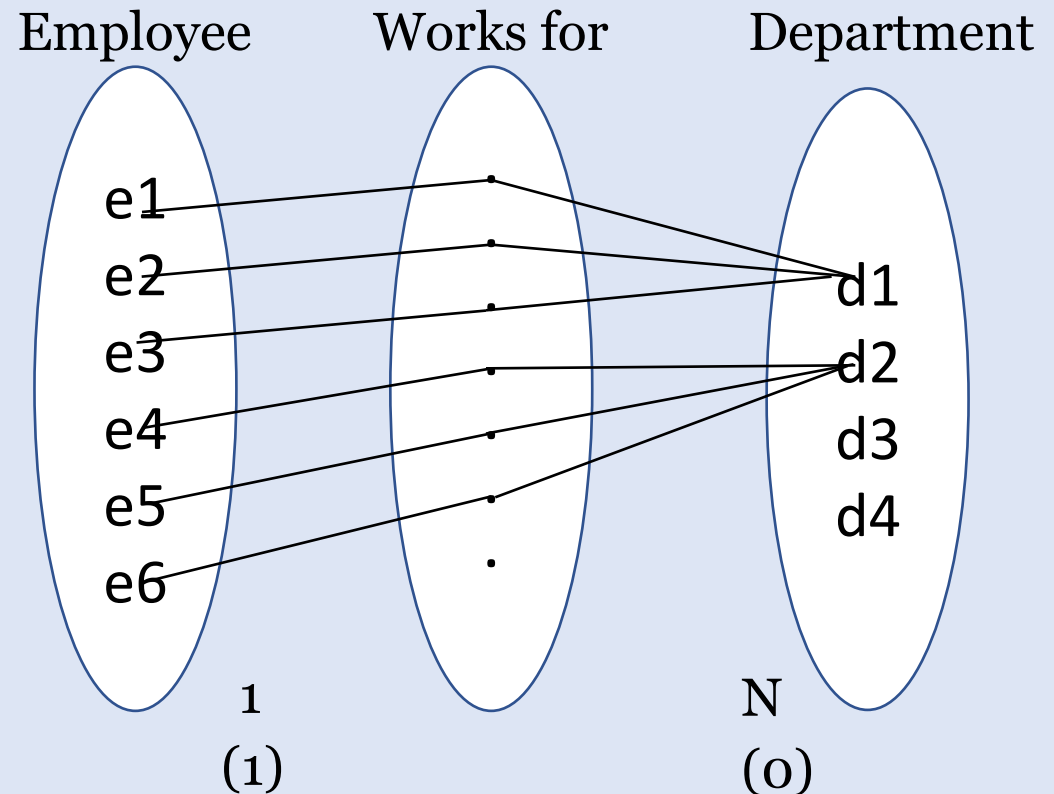 Employee Works for Department
e1
e2
e3
e4
e5
e6
d1
d2
d3
d4
1 N
(1) (0)